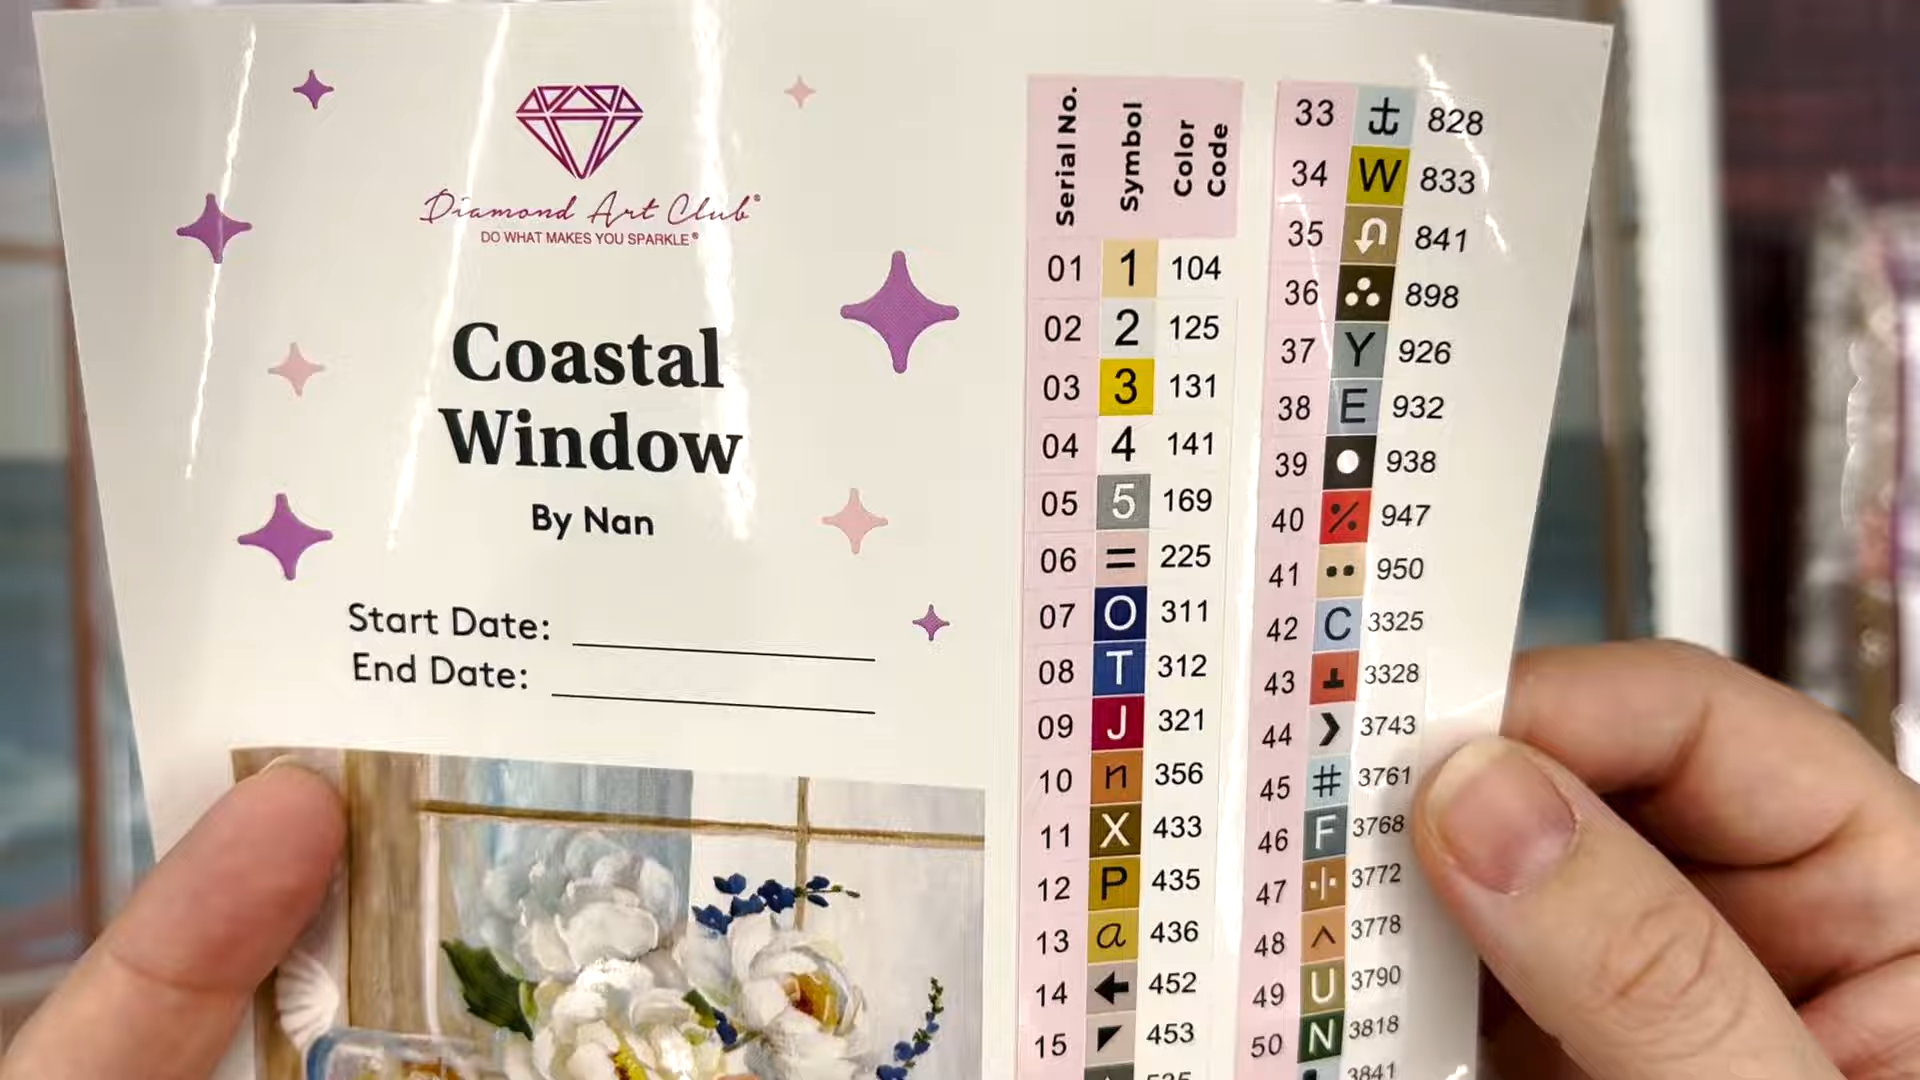 Diamond Art Club®
DO WHAT MAKES YOU SPARKLE®
Coastal
Window
By Nan
Start Date:
End Date:
Serial No. Symbol Color Code
01 1 104
02 2 125
03 3 131
04 4 141
05 5 169
06 = 225
07 O 311
08 T 312
09 J 321
10 n 356
11 X 433
12 P 435
13 a 436
14 452
15 453
33 828
34 W 833
35 841
36 898
37 Y 926
38 E 932
39 938
40 % 947
41 950
42 C 3325
43 3328
44 3743
45 # 3761
46 F 3768
47 3772
48 ^ 3778
49 U 3790
50 N 3818
3841